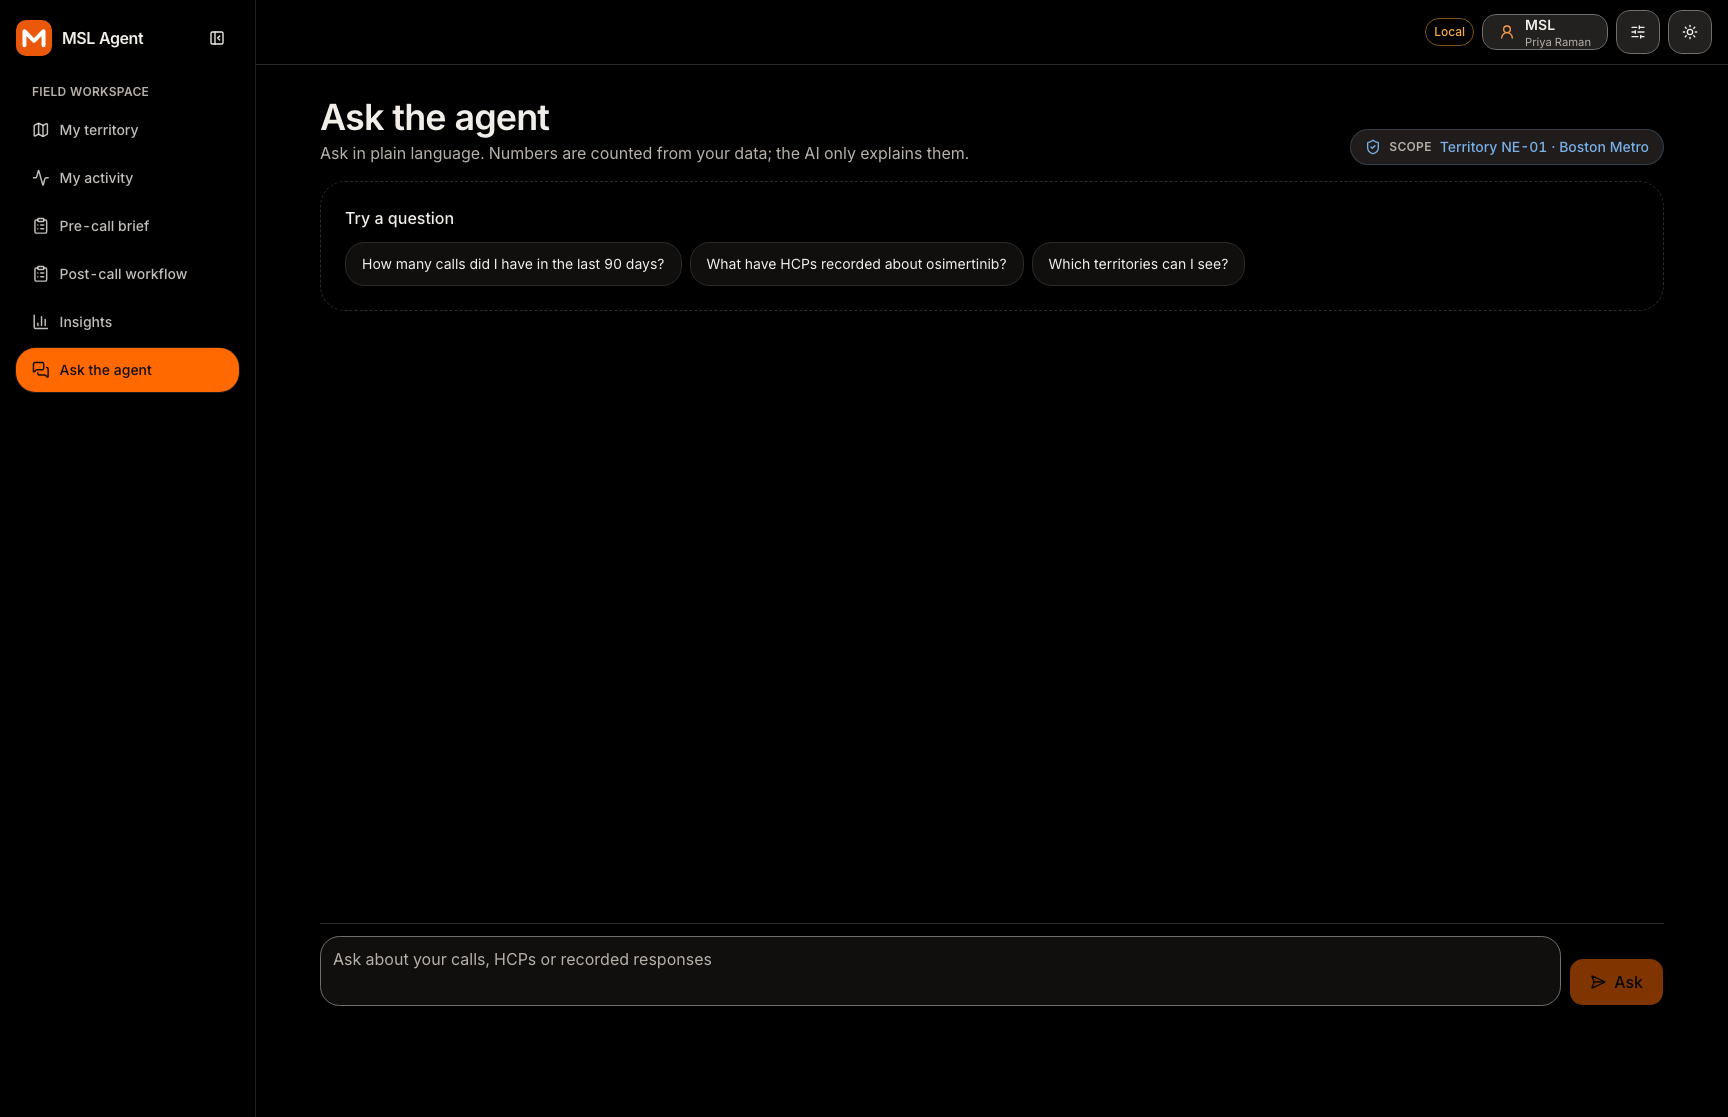 MSL Agent
FIELD WORKSPACE
My territory
My activity
Pre-call brief
Post-call workflow
Insights
Ask the agent
Local
MSL
Priya Raman
Ask the agent
Ask in plain language. Numbers are counted from your data; the AI only explains them.
SCOPE Territory NE-01 · Boston Metro
Try a question
How many calls did I have in the last 90 days?
What have HCPs recorded about osimertinib?
Which territories can I see?
Ask about your calls, HCPs or recorded responses
Ask